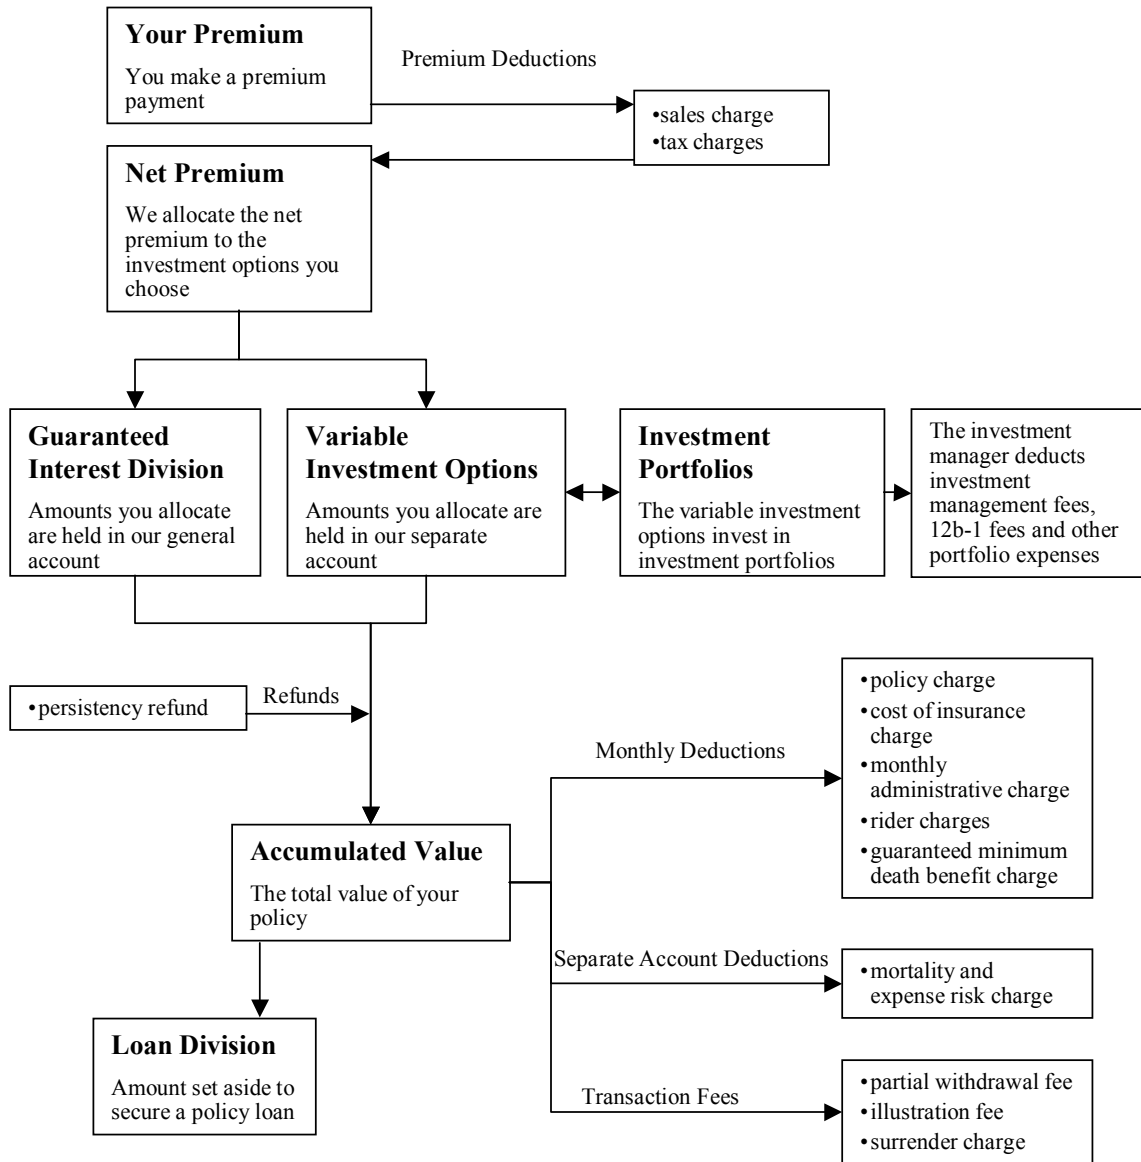 Your Premium
You make a premium
payment
Premium Deductions
•sales charge
•tax charges
Net Premium
We allocate the net
premium to the
investment options you
choose
Guaranteed
Interest Division
Amounts you allocate
are held in our general
account
Variable
Investment Options
Amounts you allocate are
held in our separate
account
Investment
Portfolios
The variable investment
options invest in
investment portfolios
The investment
manager deducts
investment
management fees,
12b-1 fees and other
portfolio expenses
•persistency refund
Refunds
Accumulated Value
The total value of your
policy
Monthly Deductions
•policy charge
•cost of insurance
charge
•monthly
administrative charge
•rider charges
•guaranteed minimum
death benefit charge
Separate Account Deductions
•mortality and
expense risk charge
Loan Division
Amount set aside to
secure a policy loan
Transaction Fees
•partial withdrawal fee
•illustration fee
•surrender charge